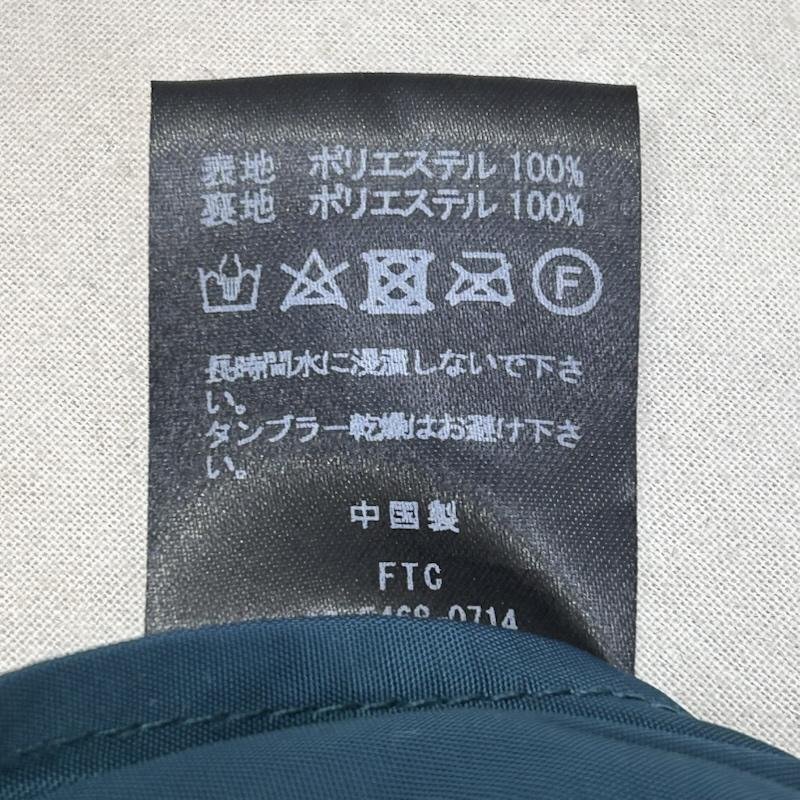 表地 ポリエステル 100%
裏地 ポリエステル 100%
F
長時間水に浸漬しないで下さ
い。
タンブラー乾燥はお避け下さ
い。
中国製
FTC
468-0714